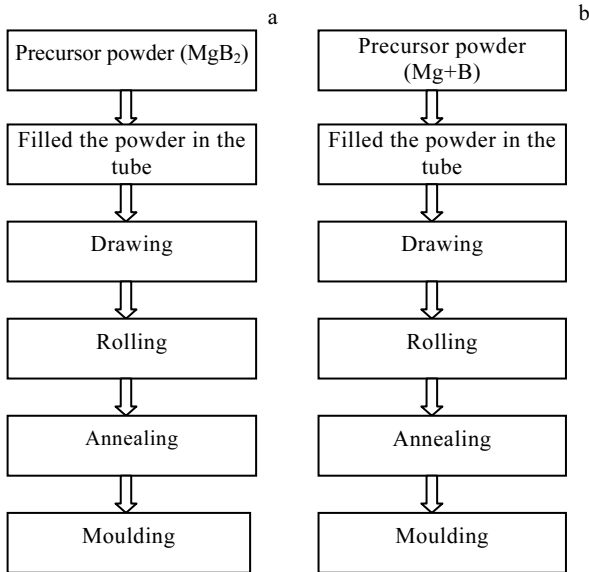 a
Precursor powder (MgB₂)
Filled the powder in the
tube
Drawing
Rolling
Annealing
Moulding
b
Precursor powder
(Mg+B)
Filled the powder in the
tube
Drawing
Rolling
Annealing
Moulding